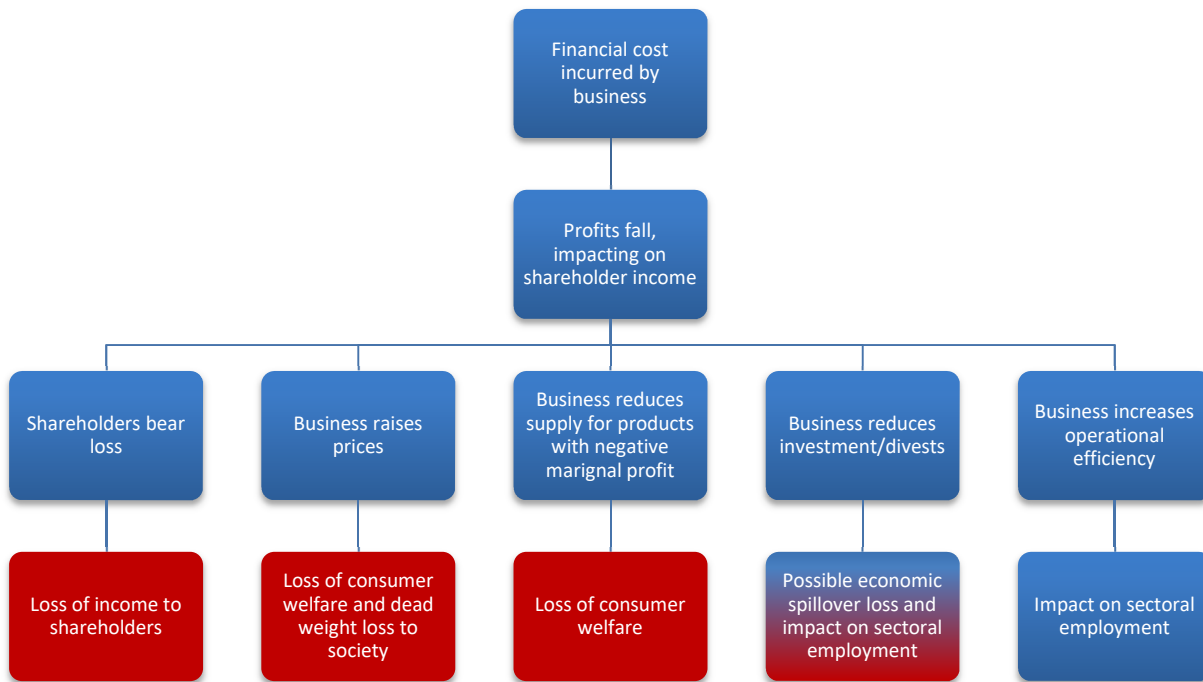 Financial cost
incurred by
business
Profits fall,
impacting on
shareholder income
Shareholders bear
loss
Business raises
prices
Business reduces
supply for products
with negative
marignal profit
Business reduces
investment/divests
Business increases
operational
efficiency
Loss of income to
shareholders
Loss of consumer
welfare and dead
weight loss to
society
Loss of consumer
welfare
Possible economic
spillover loss and
impact on sectoral
employment
Impact on sectoral
employment